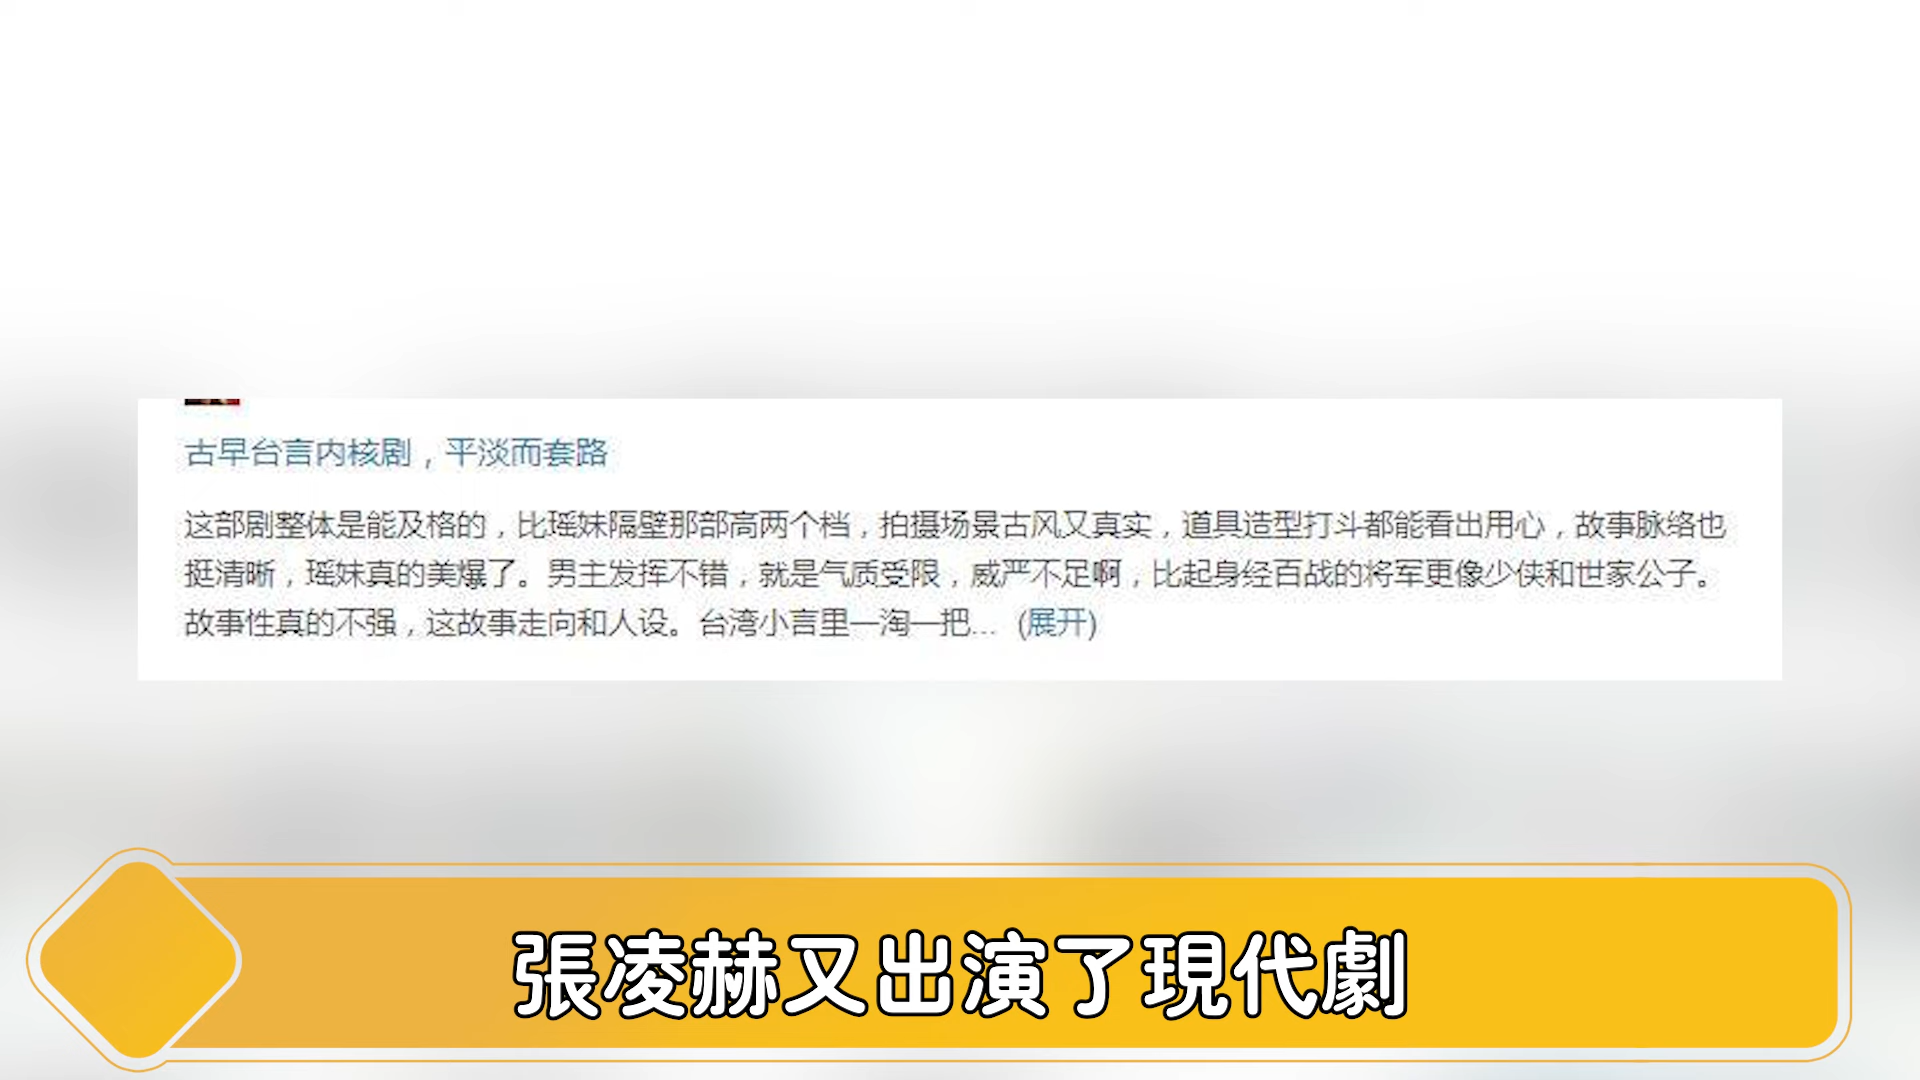 古早台言内核剧，平淡而套路
这部剧整体是能及格的，比瑶妹隔壁那部高两个档，拍摄场景古风又真实，道具造型打斗都能看出用心，故事脉络也
挺清晰，瑶妹真的美爆了。男主发挥不错，就是气质受限，威严不足啊，比起身经百战的将军更像少侠和世家公子。
故事性真的不强，这故事走向和人设。台湾小言里一淘一把... (展开)
張凌赫又出演了現代劇